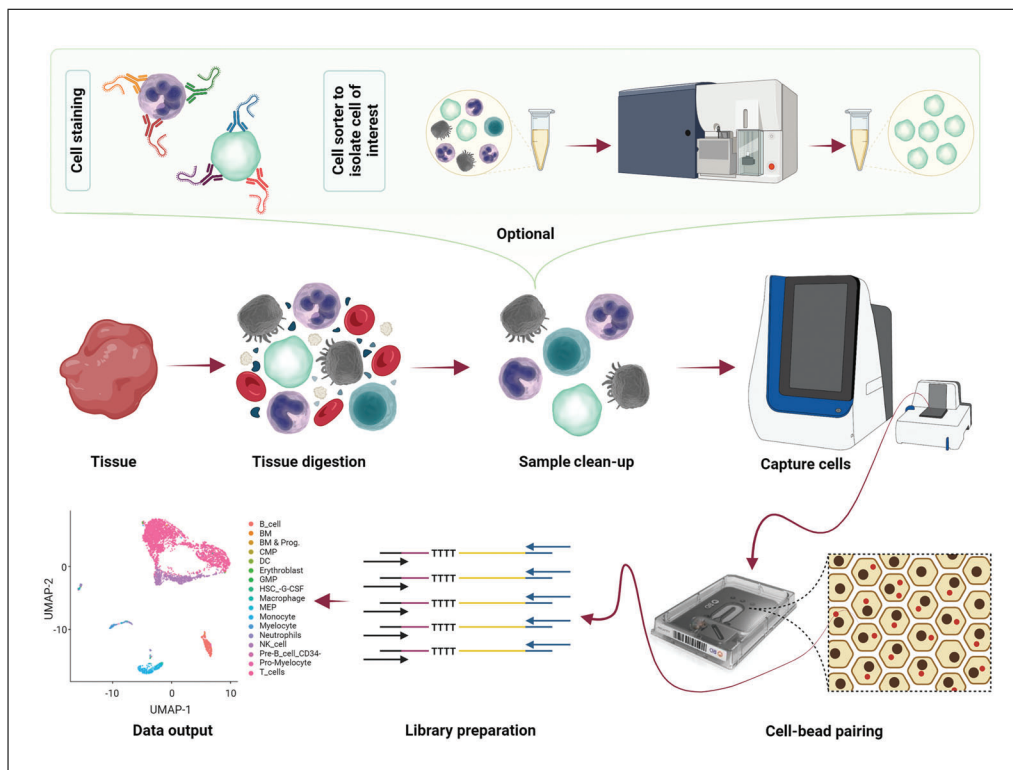 Cell staining
Cell sorter to
isolate cell of
interest
Optional
Tissue
Tissue digestion
Sample clean-up
Capture cells
UMAP-2
0
-10
-10
0
10
UMAP-1
B_cell
BM
BM & Prog.
CMP
DC
Erythroblast
GMP
HSC_-G-CSF
Macrophage
MEP
Monocyte
Myelocyte
Neutrophils
NK_cell
Pre-B_cell_CD34-
Pro-Myelocyte
T_cells
TTTT
TTTT
TTTT
TTTT
TTTT
Data output
Library preparation
Cell-bead pairing